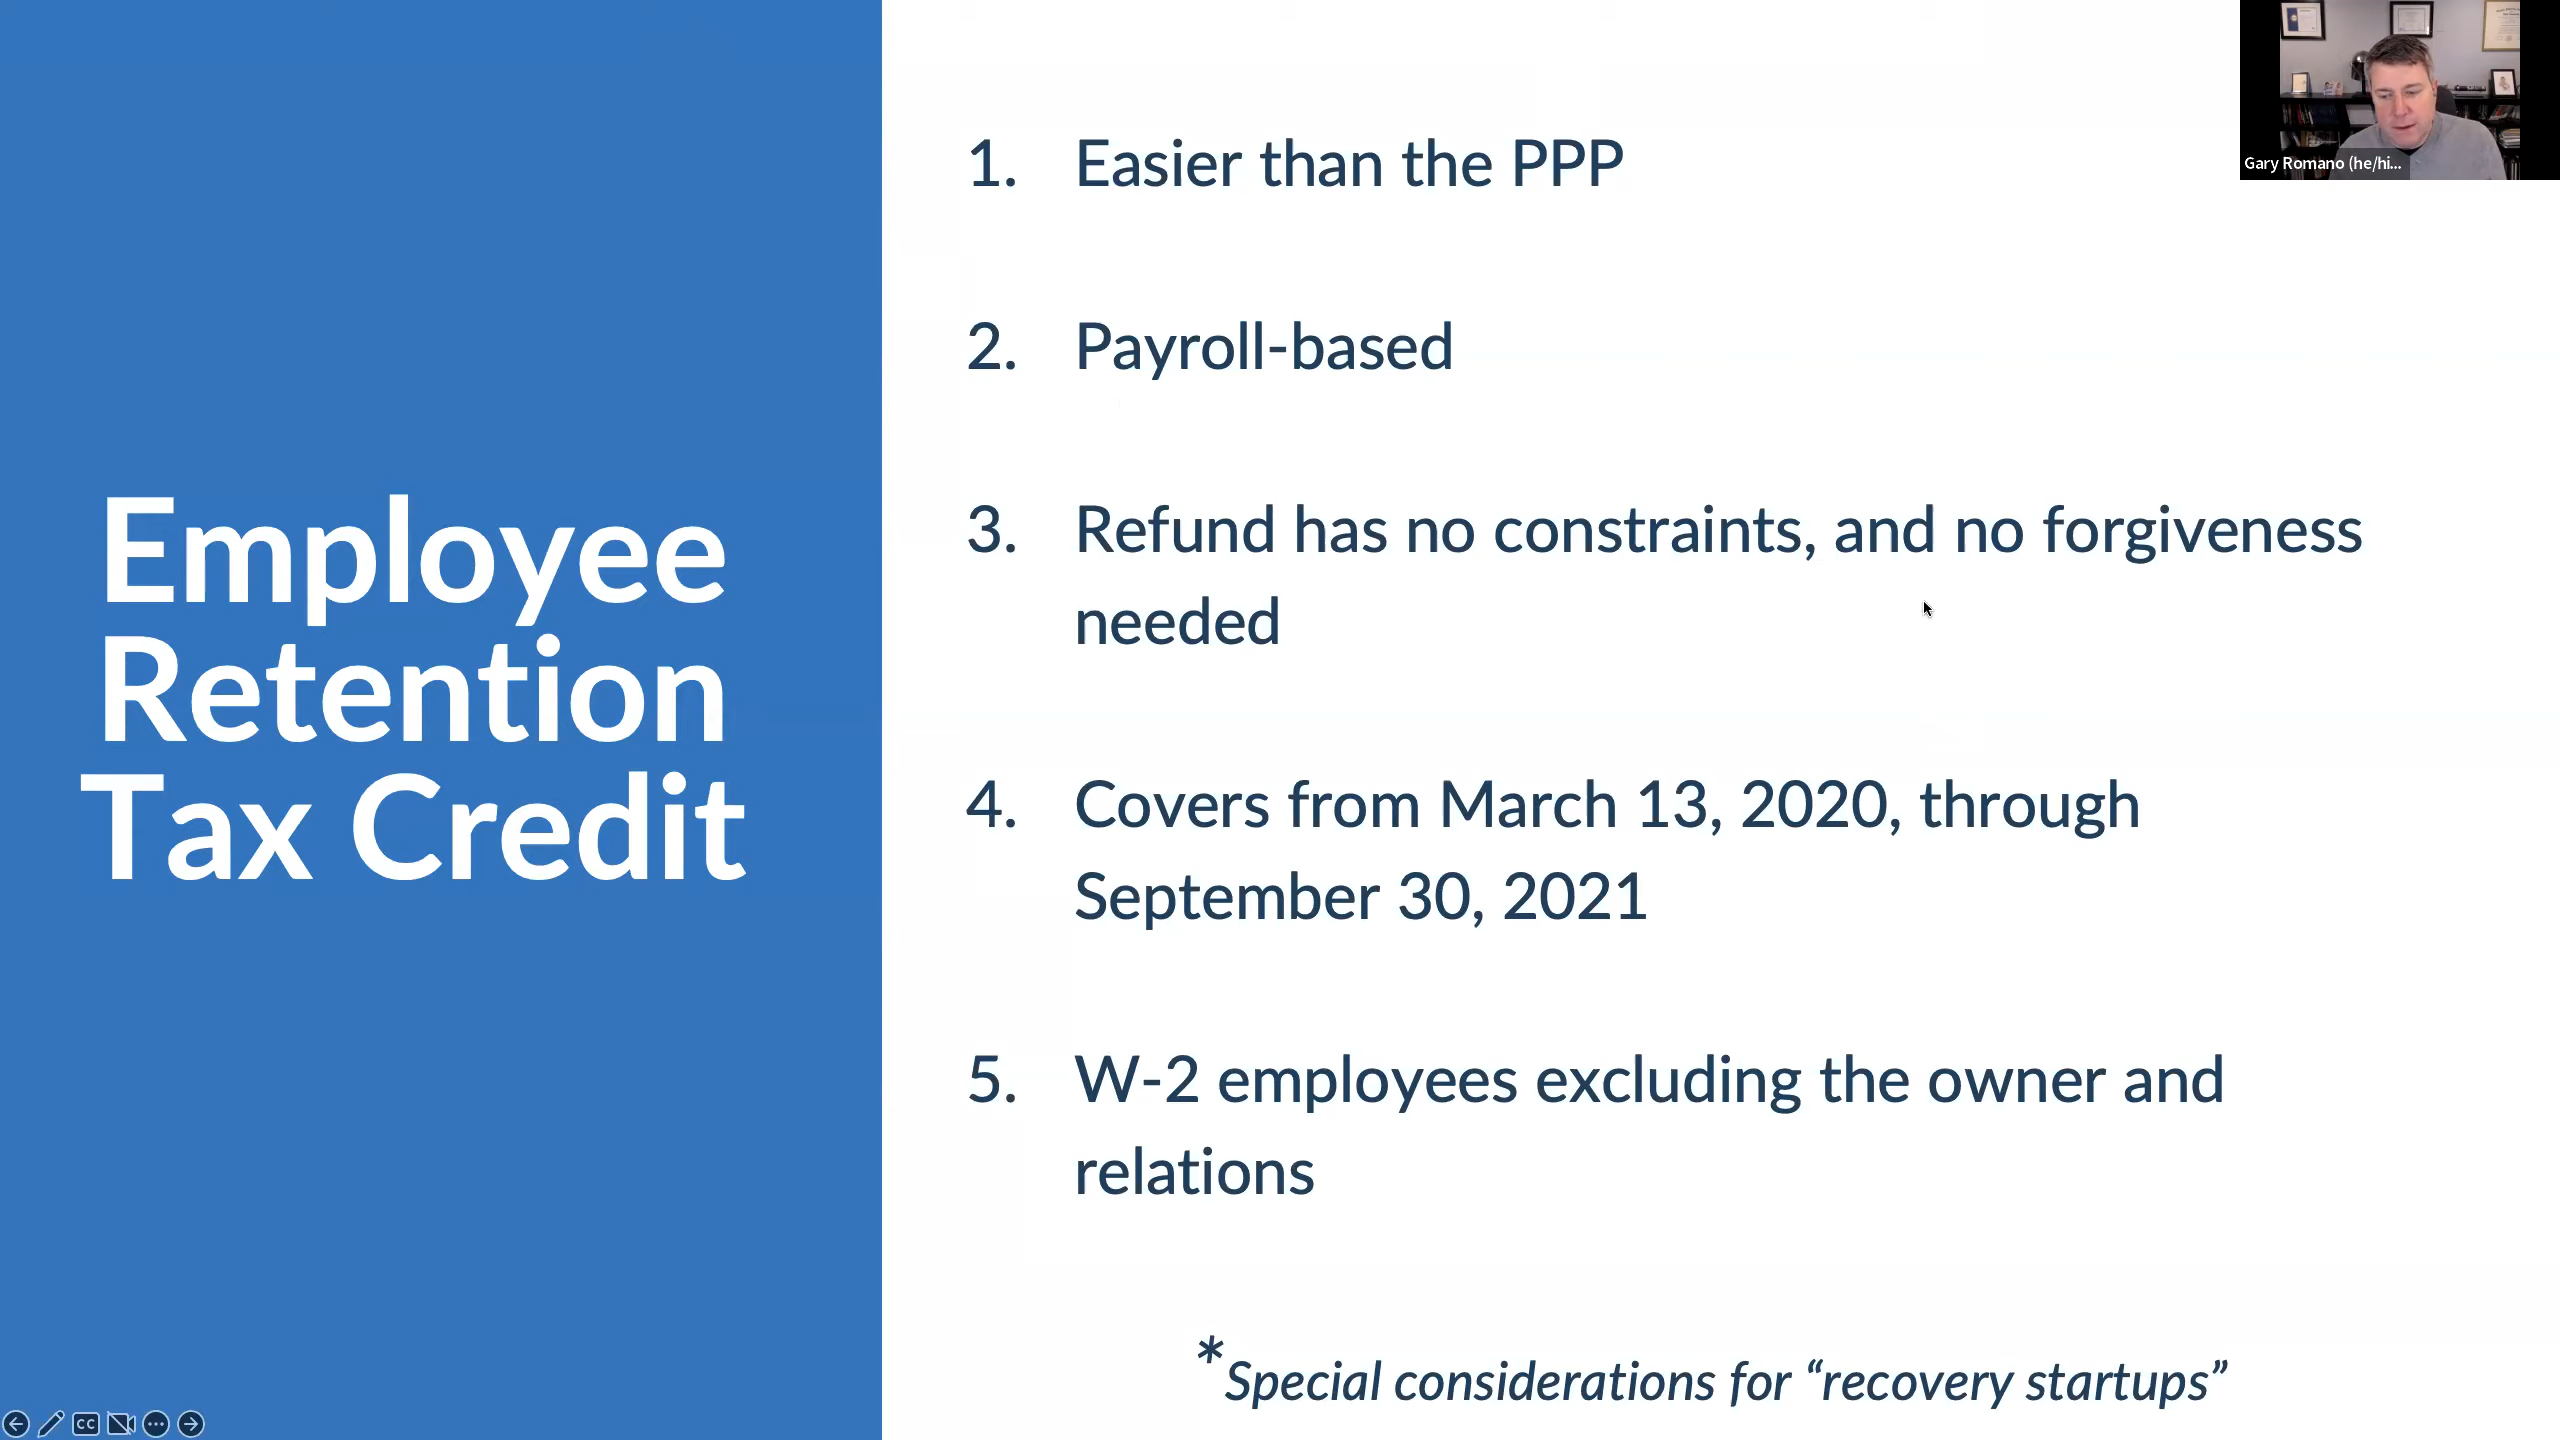 Employee
Retention
Tax Credit
1. Easier than the PPP
2. Payroll-based
3. Refund has no constraints, and no forgiveness
needed
4. Covers from March 13, 2020, through
September 30, 2021
5. W-2 employees excluding the owner and
relations
*Special considerations for “recovery startups”
Gary Romano (he/hi...
CC